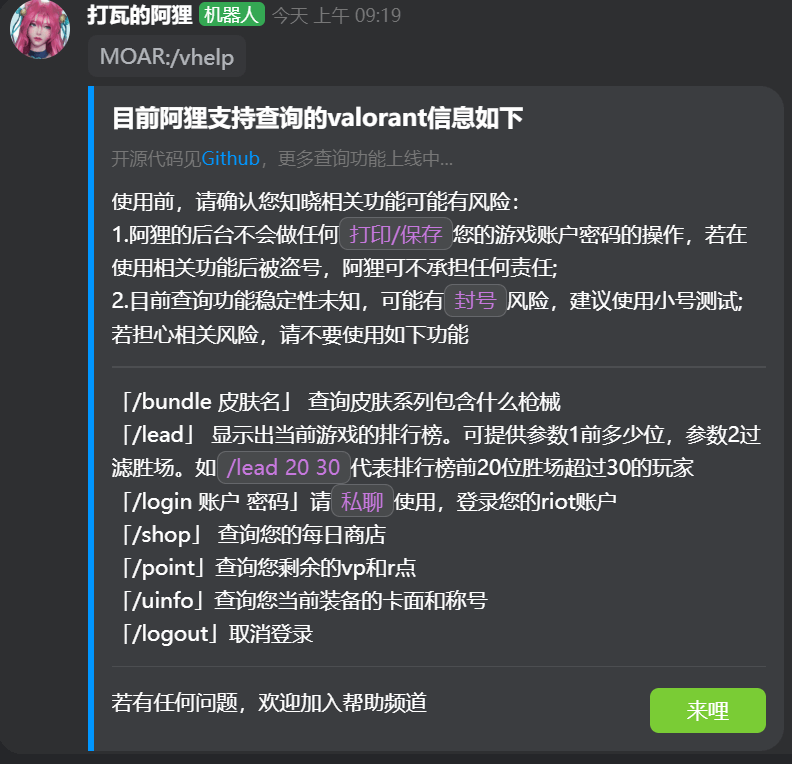 打瓦的阿狸 机器人 今天 上午 09:19
MOAR:/vhelp
目前阿狸支持查询的valorant信息如下
开源代码见Github，更多查询功能上线中...
使用前，请确认您知晓相关功能可能有风险：
1.阿狸的后台不会做任何 打印/保存 您的游戏账户密码的操作，若在
使用相关功能后被盗号，阿狸可不承担任何责任;
2.目前查询功能稳定性未知，可能有 封号 风险，建议使用小号测试;
若担心相关风险，请不要使用如下功能
「/bundle 皮肤名」 查询皮肤系列包含什么枪械
「/lead」 显示出当前游戏的排行榜。可提供参数1前多少位，参数2过
滤胜场。如 /lead 20 30 代表排行榜前20位胜场超过30的玩家
「/login 账户 密码」请 私聊 使用，登录您的riot账户
「/shop」 查询您的每日商店
「/point」查询您剩余的vp和r点
「/uinfo」查询您当前装备的卡面和称号
「/logout」取消登录
若有任何问题，欢迎加入帮助频道
来哩